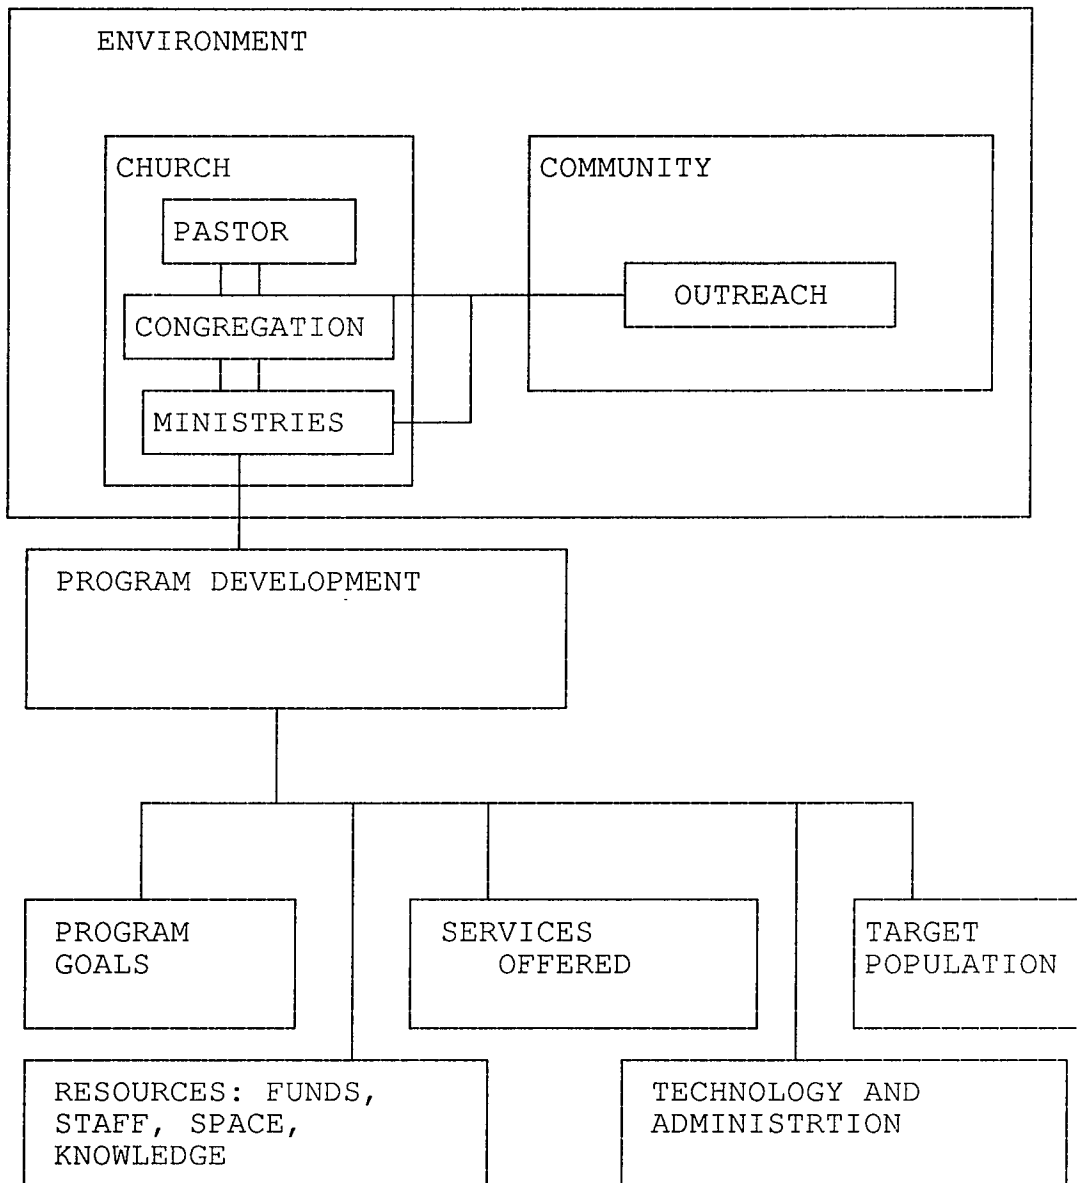 ENVIRONMENT
CHURCH
PASTOR
CONGREGATION
MINISTRIES
COMMUNITY
OUTREACH
PROGRAM DEVELOPMENT
PROGRAM
GOALS
SERVICES
OFFERED
TARGET
POPULATION
RESOURCES: FUNDS,
STAFF, SPACE,
KNOWLEDGE
TECHNOLOGY AND
ADMINISTRTION